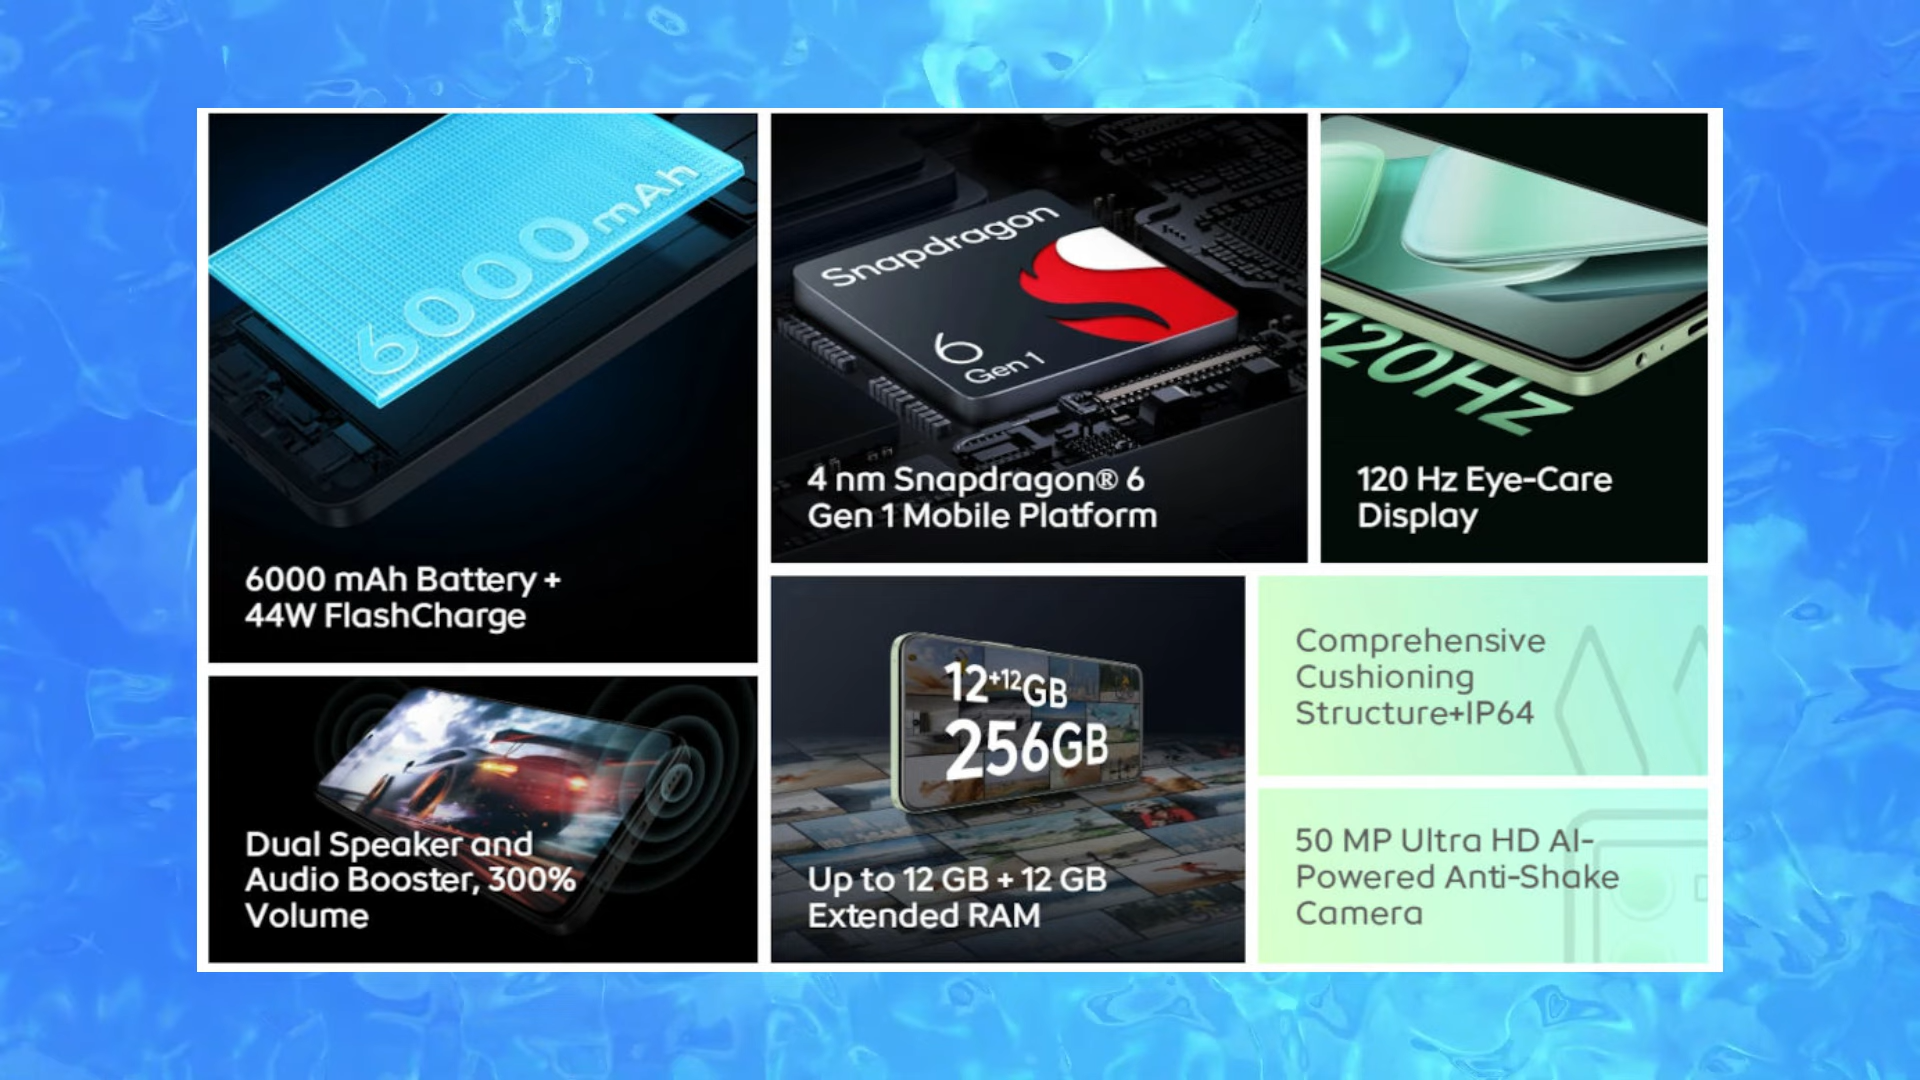 6000 mAh
6000 mAh Battery +
44W FlashCharge
Snapdragon
6
Gen 1
4 nm Snapdragon® 6
Gen 1 Mobile Platform
120Hz
120 Hz Eye-Care
Display
Dual Speaker and
Audio Booster, 300%
Volume
12+12GB
256GB
Up to 12 GB + 12 GB
Extended RAM
Comprehensive
Cushioning
Structure+IP64
50 MP Ultra HD AI-
Powered Anti-Shake
Camera